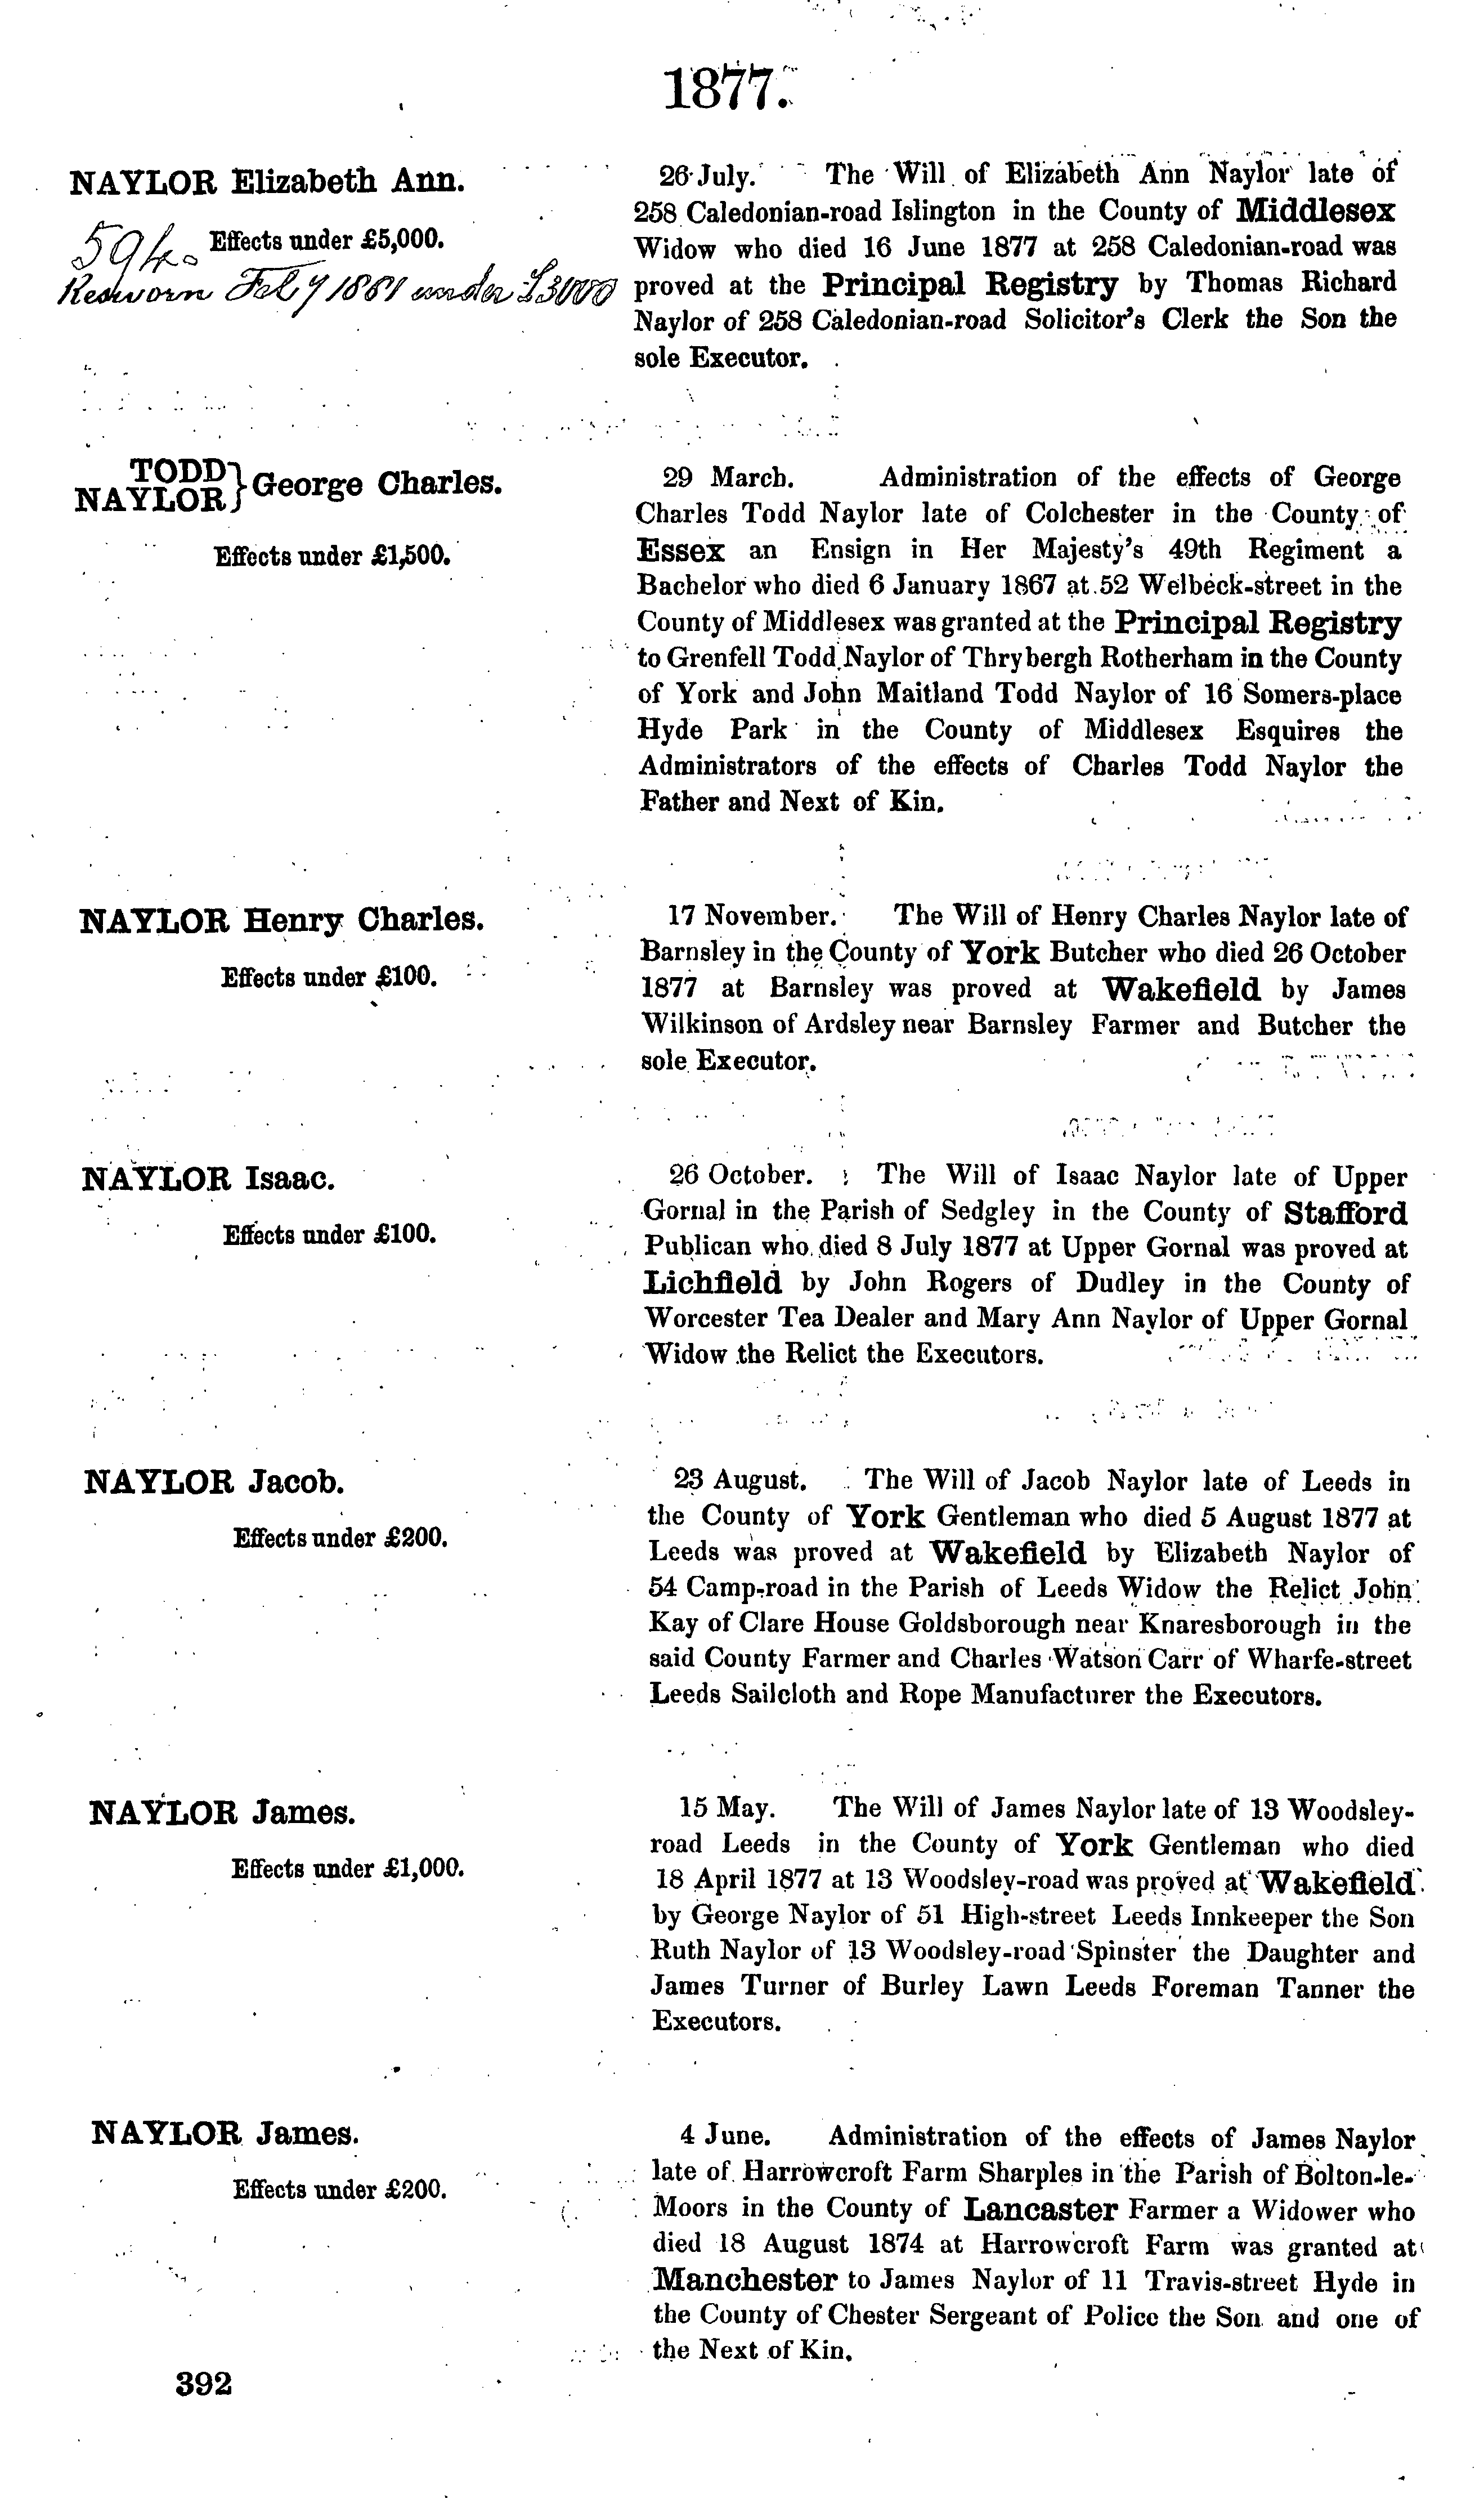 1877.
NAYLOR Elizabeth Ann.
Effects under £5,000.
594.
Resworn Feby 1881 under £3000
26 July. The Will of Elizabeth Ann Naylor late of
258 Caledonian-road Islington in the County of Middlesex
Widow who died 16 June 1877 at 258 Caledonian-road was
proved at the Principal Registry by Thomas Richard
Naylor of 258 Caledonian-road Solicitor's Clerk the Son the
sole Executor.
TODD
NAYLOR } George Charles.
Effects under £1,500.
29 March. Administration of the effects of George
Charles Todd Naylor late of Colchester in the County of
Essex an Ensign in Her Majesty's 49th Regiment a
Bachelor who died 6 January 1867 at 52 Welbeck-street in the
County of Middlesex was granted at the Principal Registry
to Grenfell Todd Naylor of Thrybergh Rotherham in the County
of York and John Maitland Todd Naylor of 16 Somers-place
Hyde Park in the County of Middlesex Esquires the
Administrators of the effects of Charles Todd Naylor the
Father and Next of Kin.
NAYLOR Henry Charles.
Effects under £100.
17 November. The Will of Henry Charles Naylor late of
Barnsley in the County of York Butcher who died 26 October
1877 at Barnsley was proved at Wakefield by James
Wilkinson of Ardsley near Barnsley Farmer and Butcher the
sole Executor.
NAYLOR Isaac.
Effects under £100.
26 October. The Will of Isaac Naylor late of Upper
Gornal in the Parish of Sedgley in the County of Stafford
Publican who died 8 July 1877 at Upper Gornal was proved at
Lichfield by John Rogers of Dudley in the County of
Worcester Tea Dealer and Mary Ann Naylor of Upper Gornal
Widow the Relict the Executors.
NAYLOR Jacob.
Effects under £200.
23 August. The Will of Jacob Naylor late of Leeds in
the County of York Gentleman who died 5 August 1877 at
Leeds was proved at Wakefield by Elizabeth Naylor of
54 Camp-road in the Parish of Leeds Widow the Relict John
Kay of Clare House Goldsborough near Knaresborough in the
said County Farmer and Charles Watson Carr of Wharfe-street
Leeds Sailcloth and Rope Manufacturer the Executors.
NAYLOR James.
Effects under £1,000.
15 May. The Will of James Naylor late of 13 Woodsley-
road Leeds in the County of York Gentleman who died
18 April 1877 at 13 Woodsley-road was proved at Wakefield
by George Naylor of 51 High-street Leeds Innkeeper the Son
Ruth Naylor of 13 Woodsley-road Spinster the Daughter and
James Turner of Burley Lawn Leeds Foreman Tanner the
Executors.
NAYLOR James.
Effects under £200.
4 June. Administration of the effects of James Naylor
late of Harrowcroft Farm Sharples in the Parish of Bolton-le-
Moors in the County of Lancaster Farmer a Widower who
died 18 August 1874 at Harrowcroft Farm was granted at
Manchester to James Naylor of 11 Travis-street Hyde in
the County of Chester Sergeant of Police the Son and one of
the Next of Kin.
392